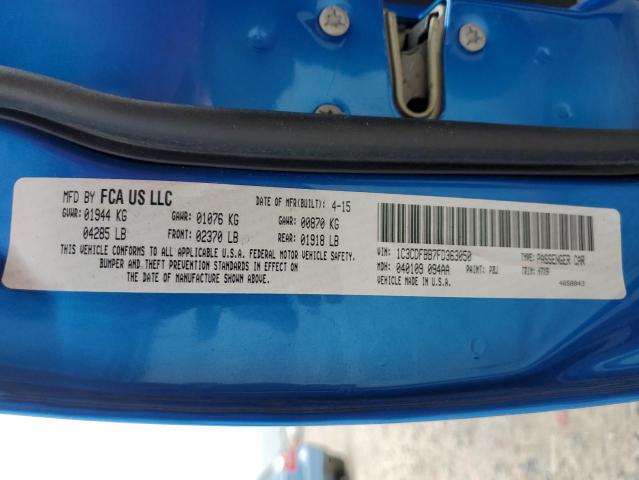 MFD BY FCA US LLC
DATE OF MFR(BUILT): 4-15
GVWR: 01944 KG
GAWR: 01076 KG
GAWR: 00870 KG
04285 LB
FRONT: 02370 LB
REAR: 01918 LB
THIS VEHICLE CONFORMS TO ALL APPLICABLE U.S.A. FEDERAL MOTOR VEHICLE SAFETY,
BUMPER AND THEFT PREVENTION STANDARDS IN EFFECT ON
THE DATE OF MANUFACTURE SHOWN ABOVE.
VIN: 1C3CDFBB7FD363050
TYPE: PASSENGER CAR
MDH: 040109 094AA
PAINT: PBJ
TRIM: H7X9
VEHICLE MADE IN U.S.A.
4650843